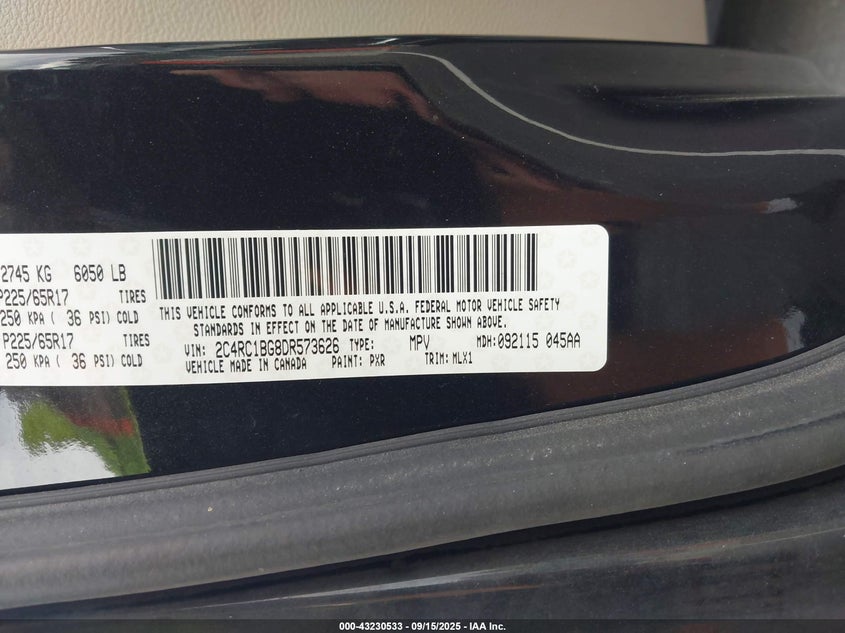 2745 KG 6050 LB
P225/65R17 TIRES
250 KPA ( 36 PSI) COLD
P225/65R17 TIRES
250 KPA ( 36 PSI) COLD
THIS VEHICLE CONFORMS TO ALL APPLICABLE U.S.A. FEDERAL MOTOR VEHICLE SAFETY
STANDARDS IN EFFECT ON THE DATE OF MANUFACTURE SHOWN ABOVE.
VIN: 2C4RC1BG8DR573626 TYPE: MPV MDH:092115 045AA
VEHICLE MADE IN CANADA PAINT: PXR TRIM: MLX1
000-43230533 - 09/15/2025 - IAA Inc.